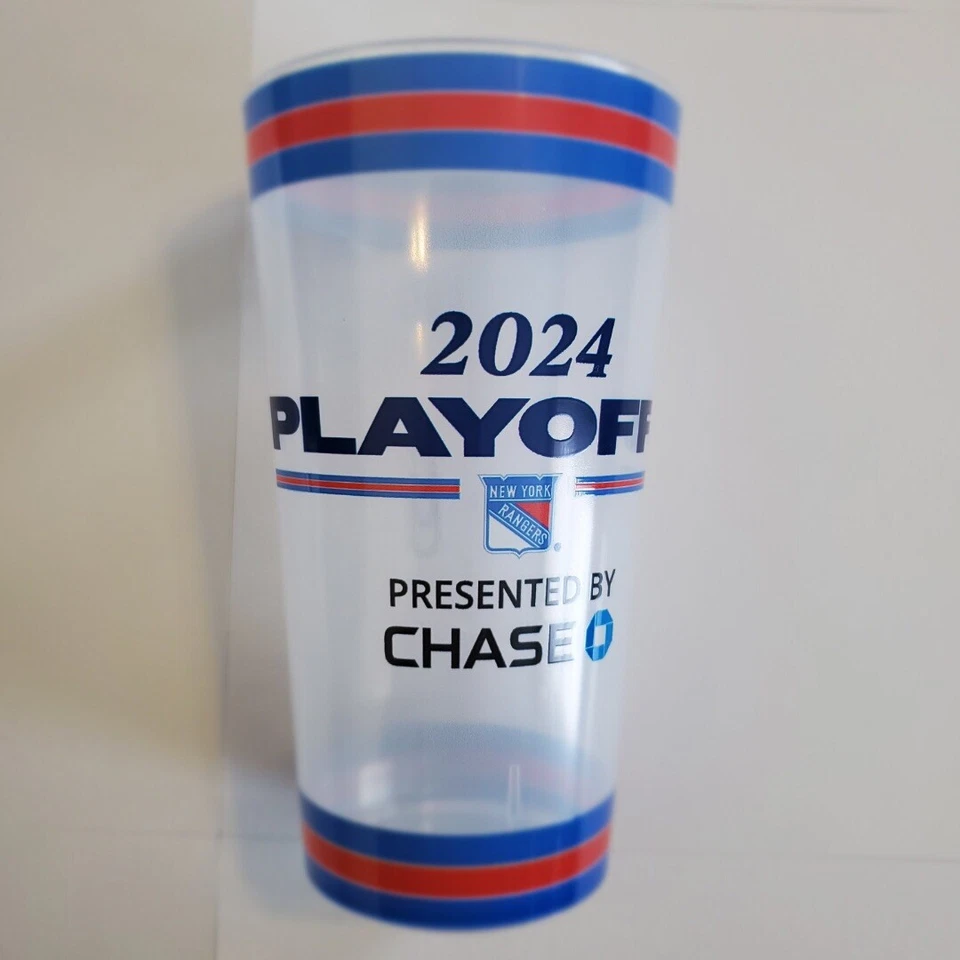 2024
PLAYOFF
NEW YORK
RANGERS
®
PRESENTED BY
CHASE